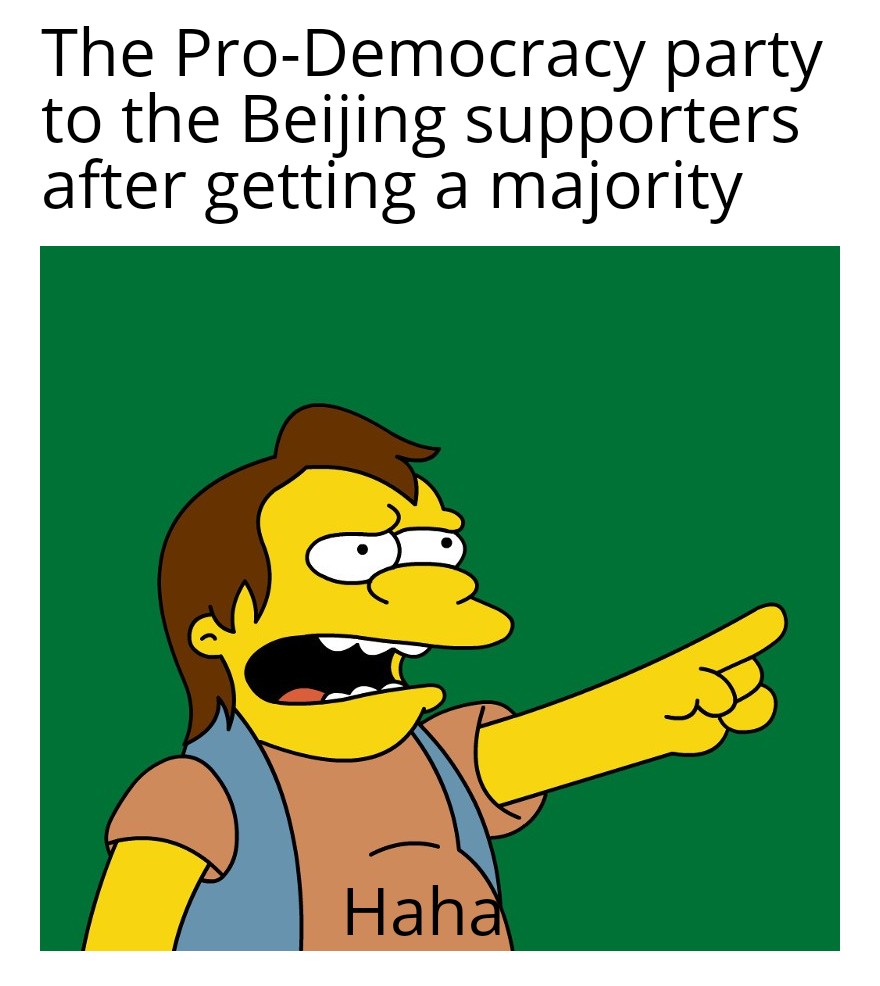 The Pro-Democracy party
to the Beijing supporters
after getting a majority
Haha